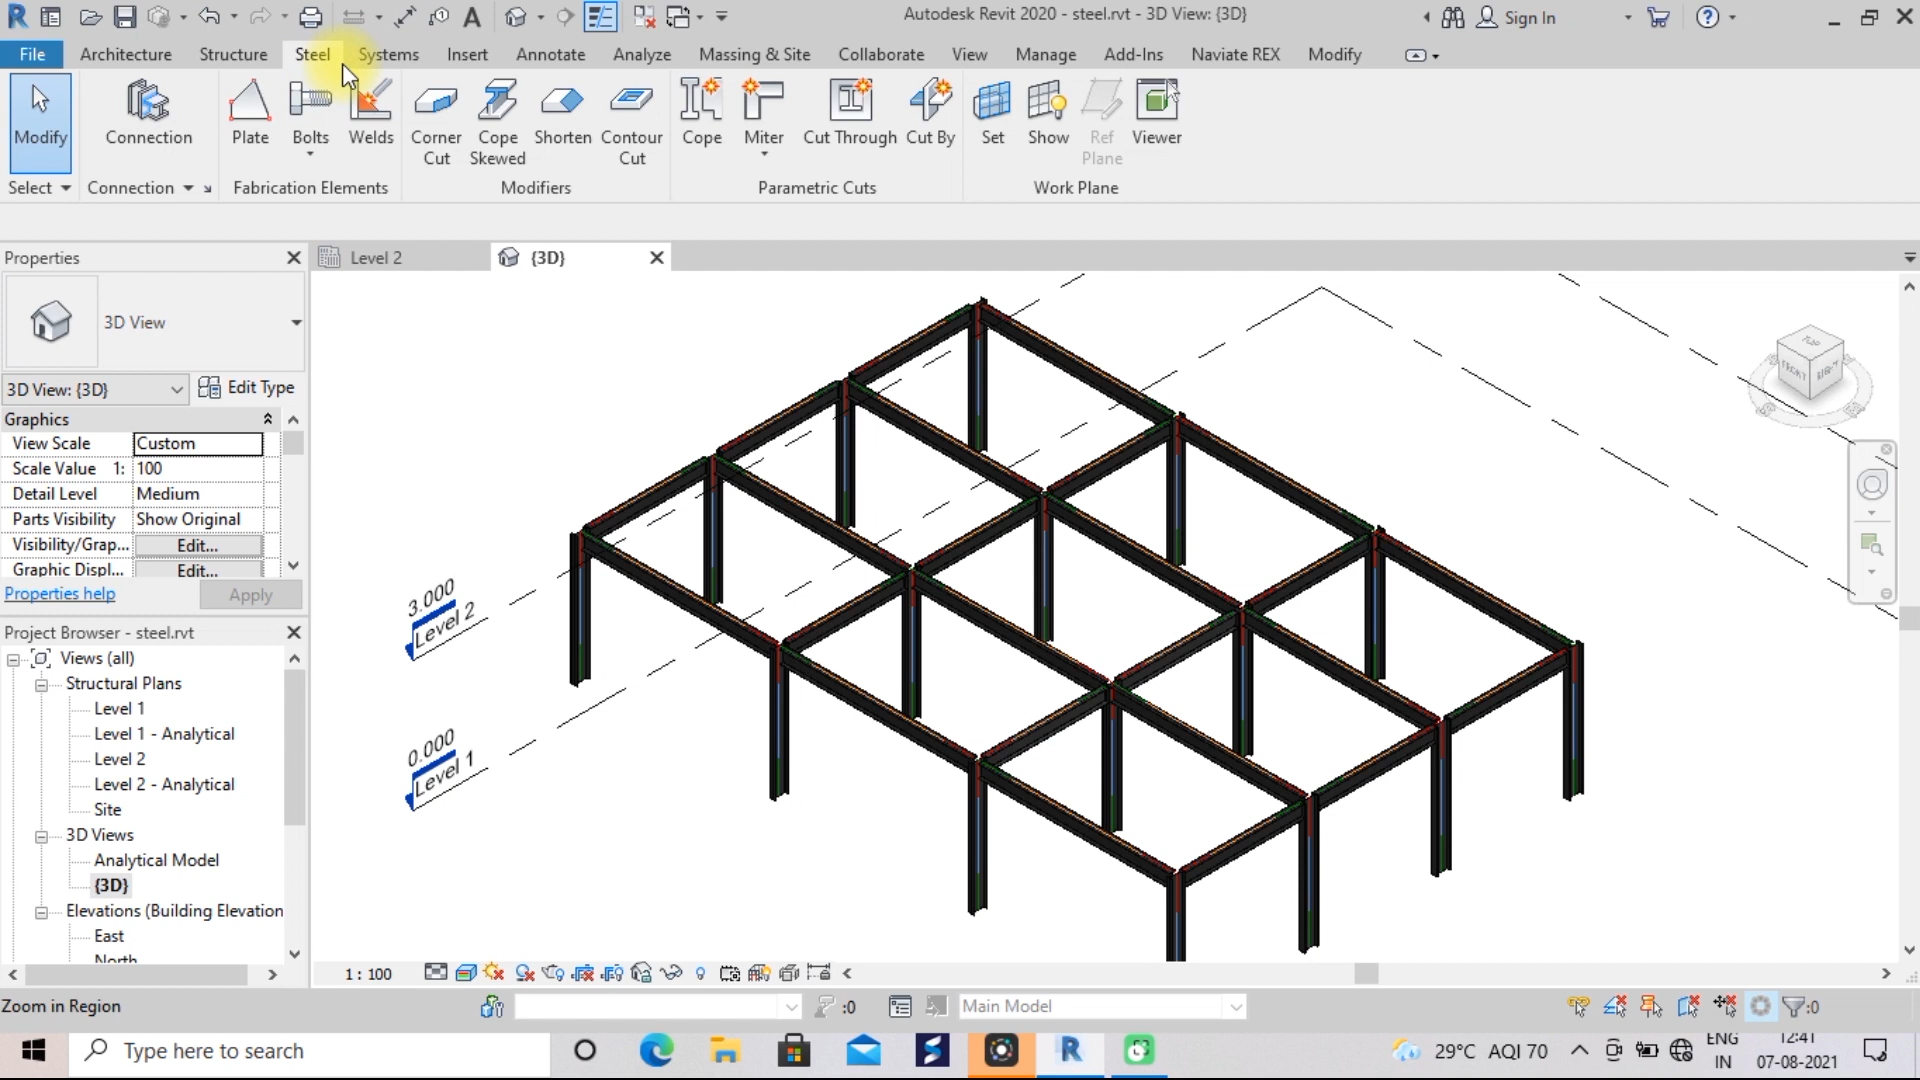 Autodesk Revit 2020 - steel.rvt - 3D View: {3D}
Sign In
File Architecture Structure Steel Systems Insert Annotate Analyze Massing & Site Collaborate View Manage Add-Ins Naviate REX Modify
Modify Connection Plate Bolts Welds Corner Cut Cope Skewed Shorten Contour Cut Cope Miter Cut Through Cut By Set Show Ref Plane Viewer
Select Connection Fabrication Elements Modifiers Parametric Cuts Work Plane
Properties
Level 2 {3D}
3D View
3D View: {3D} Edit Type
Graphics
View Scale Custom
Scale Value 1: 100
Detail Level Medium
Parts Visibility Show Original
Visibility/Grap... Edit...
Graphic Displ... Edit...
Properties help Apply
Project Browser - steel.rvt
Views (all)
Structural Plans
Level 1
Level 1 - Analytical
Level 2
Level 2 - Analytical
Site
3D Views
Analytical Model
{3D}
Elevations (Building Elevation
East
North
3.000
Level 2
0.000
Level 1
TOP
FRONT
RIGHT
1 : 100
Zoom in Region
:0
Main Model
:0
Type here to search
29°C AQI 70
ENG
IN
12:41
07-08-2021